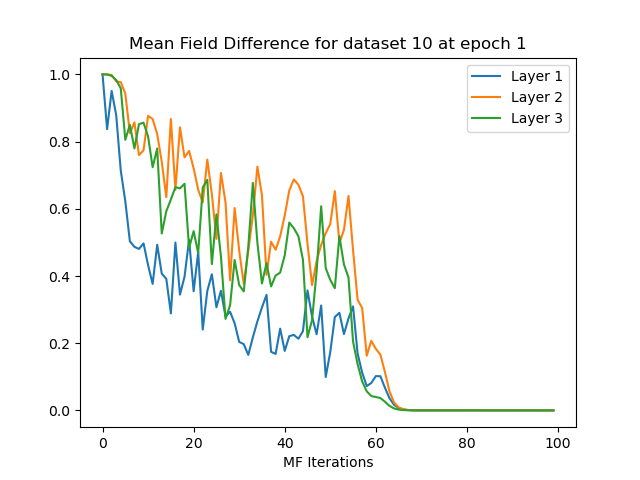 Mean Field Difference for dataset 10 at epoch 1
Layer 1
Layer 2
Layer 3
1.0
0.8
0.6
0.4
0.2
0.0
0 20 40 60 80 100
MF Iterations